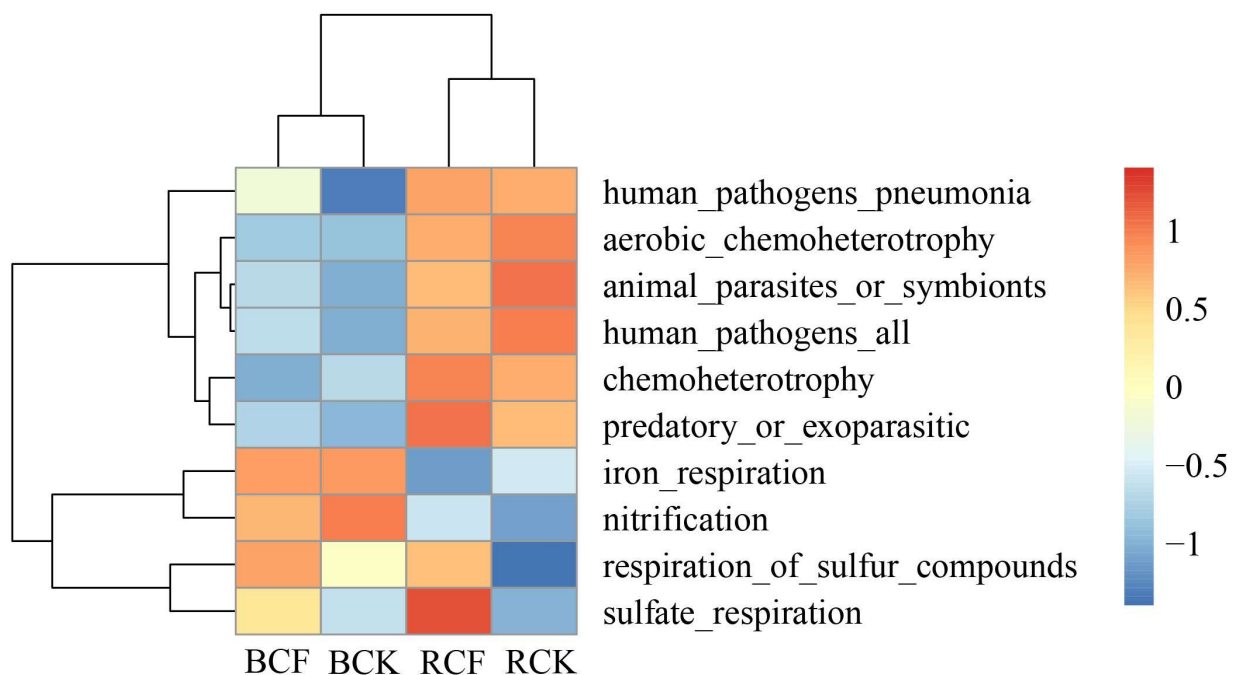 human_pathogens_pneumonia
aerobic_chemoheterotrophy
animal_parasites_or_symbionts
human_pathogens_all
chemoheterotrophy
predatory_or_exoparasitic
iron_respiration
nitrification
respiration_of_sulfur_compounds
sulfate_respiration
BCF BCK RCF RCK
1
0.5
0
−0.5
−1